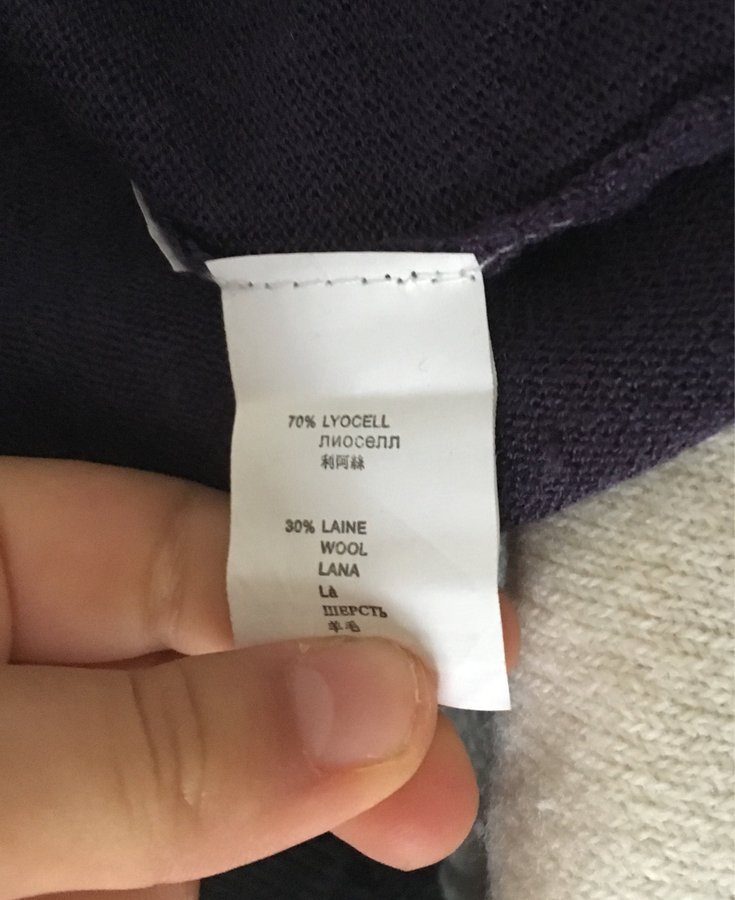 70% LYOCELL
лиоселл
利阿絲
30% LAINE
WOOL
LANA
Lã
ШЕРСТЬ
羊毛